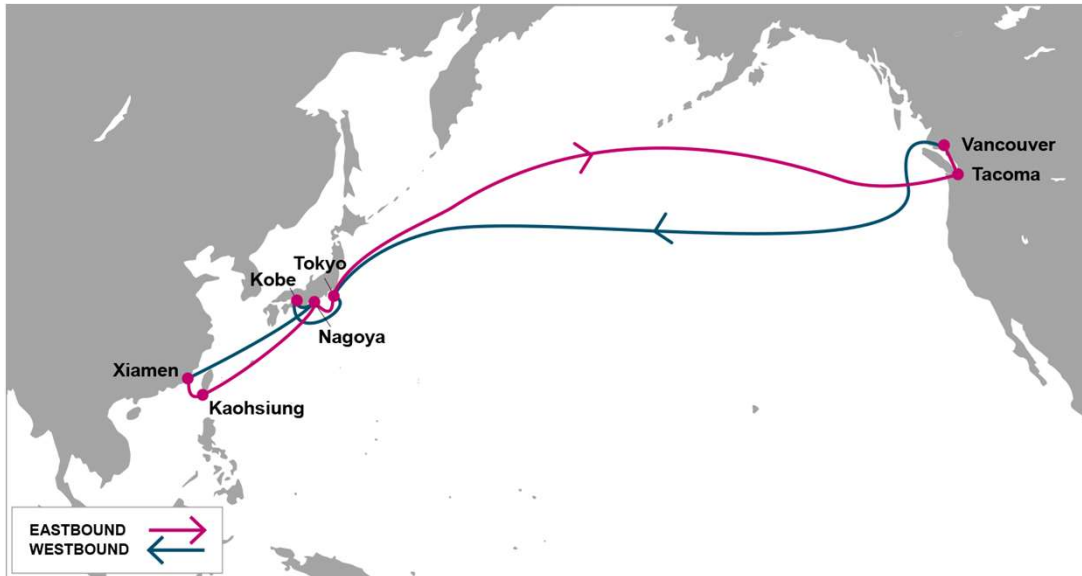 Vancouver
Tacoma
Tokyo
Kobe
Nagoya
Xiamen
Kaohsiung
EASTBOUND
WESTBOUND